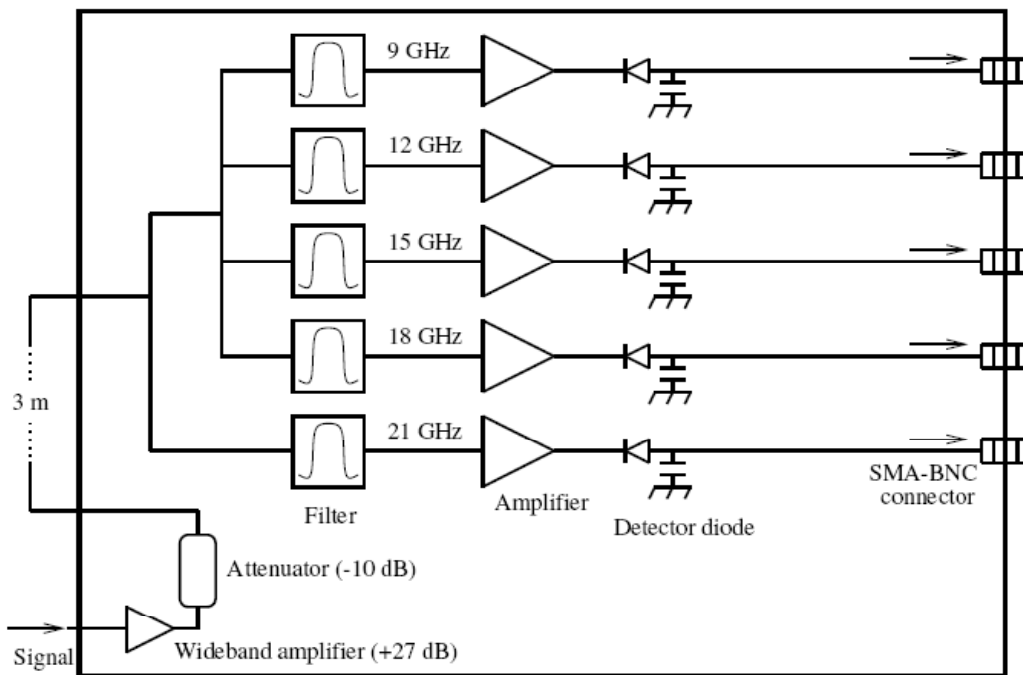 9 GHz
12 GHz
15 GHz
18 GHz
3 m
21 GHz
SMA-BNC
connector
Amplifier
Filter
Detector diode
Attenuator (-10 dB)
Wideband amplifier (+27 dB)
Signal